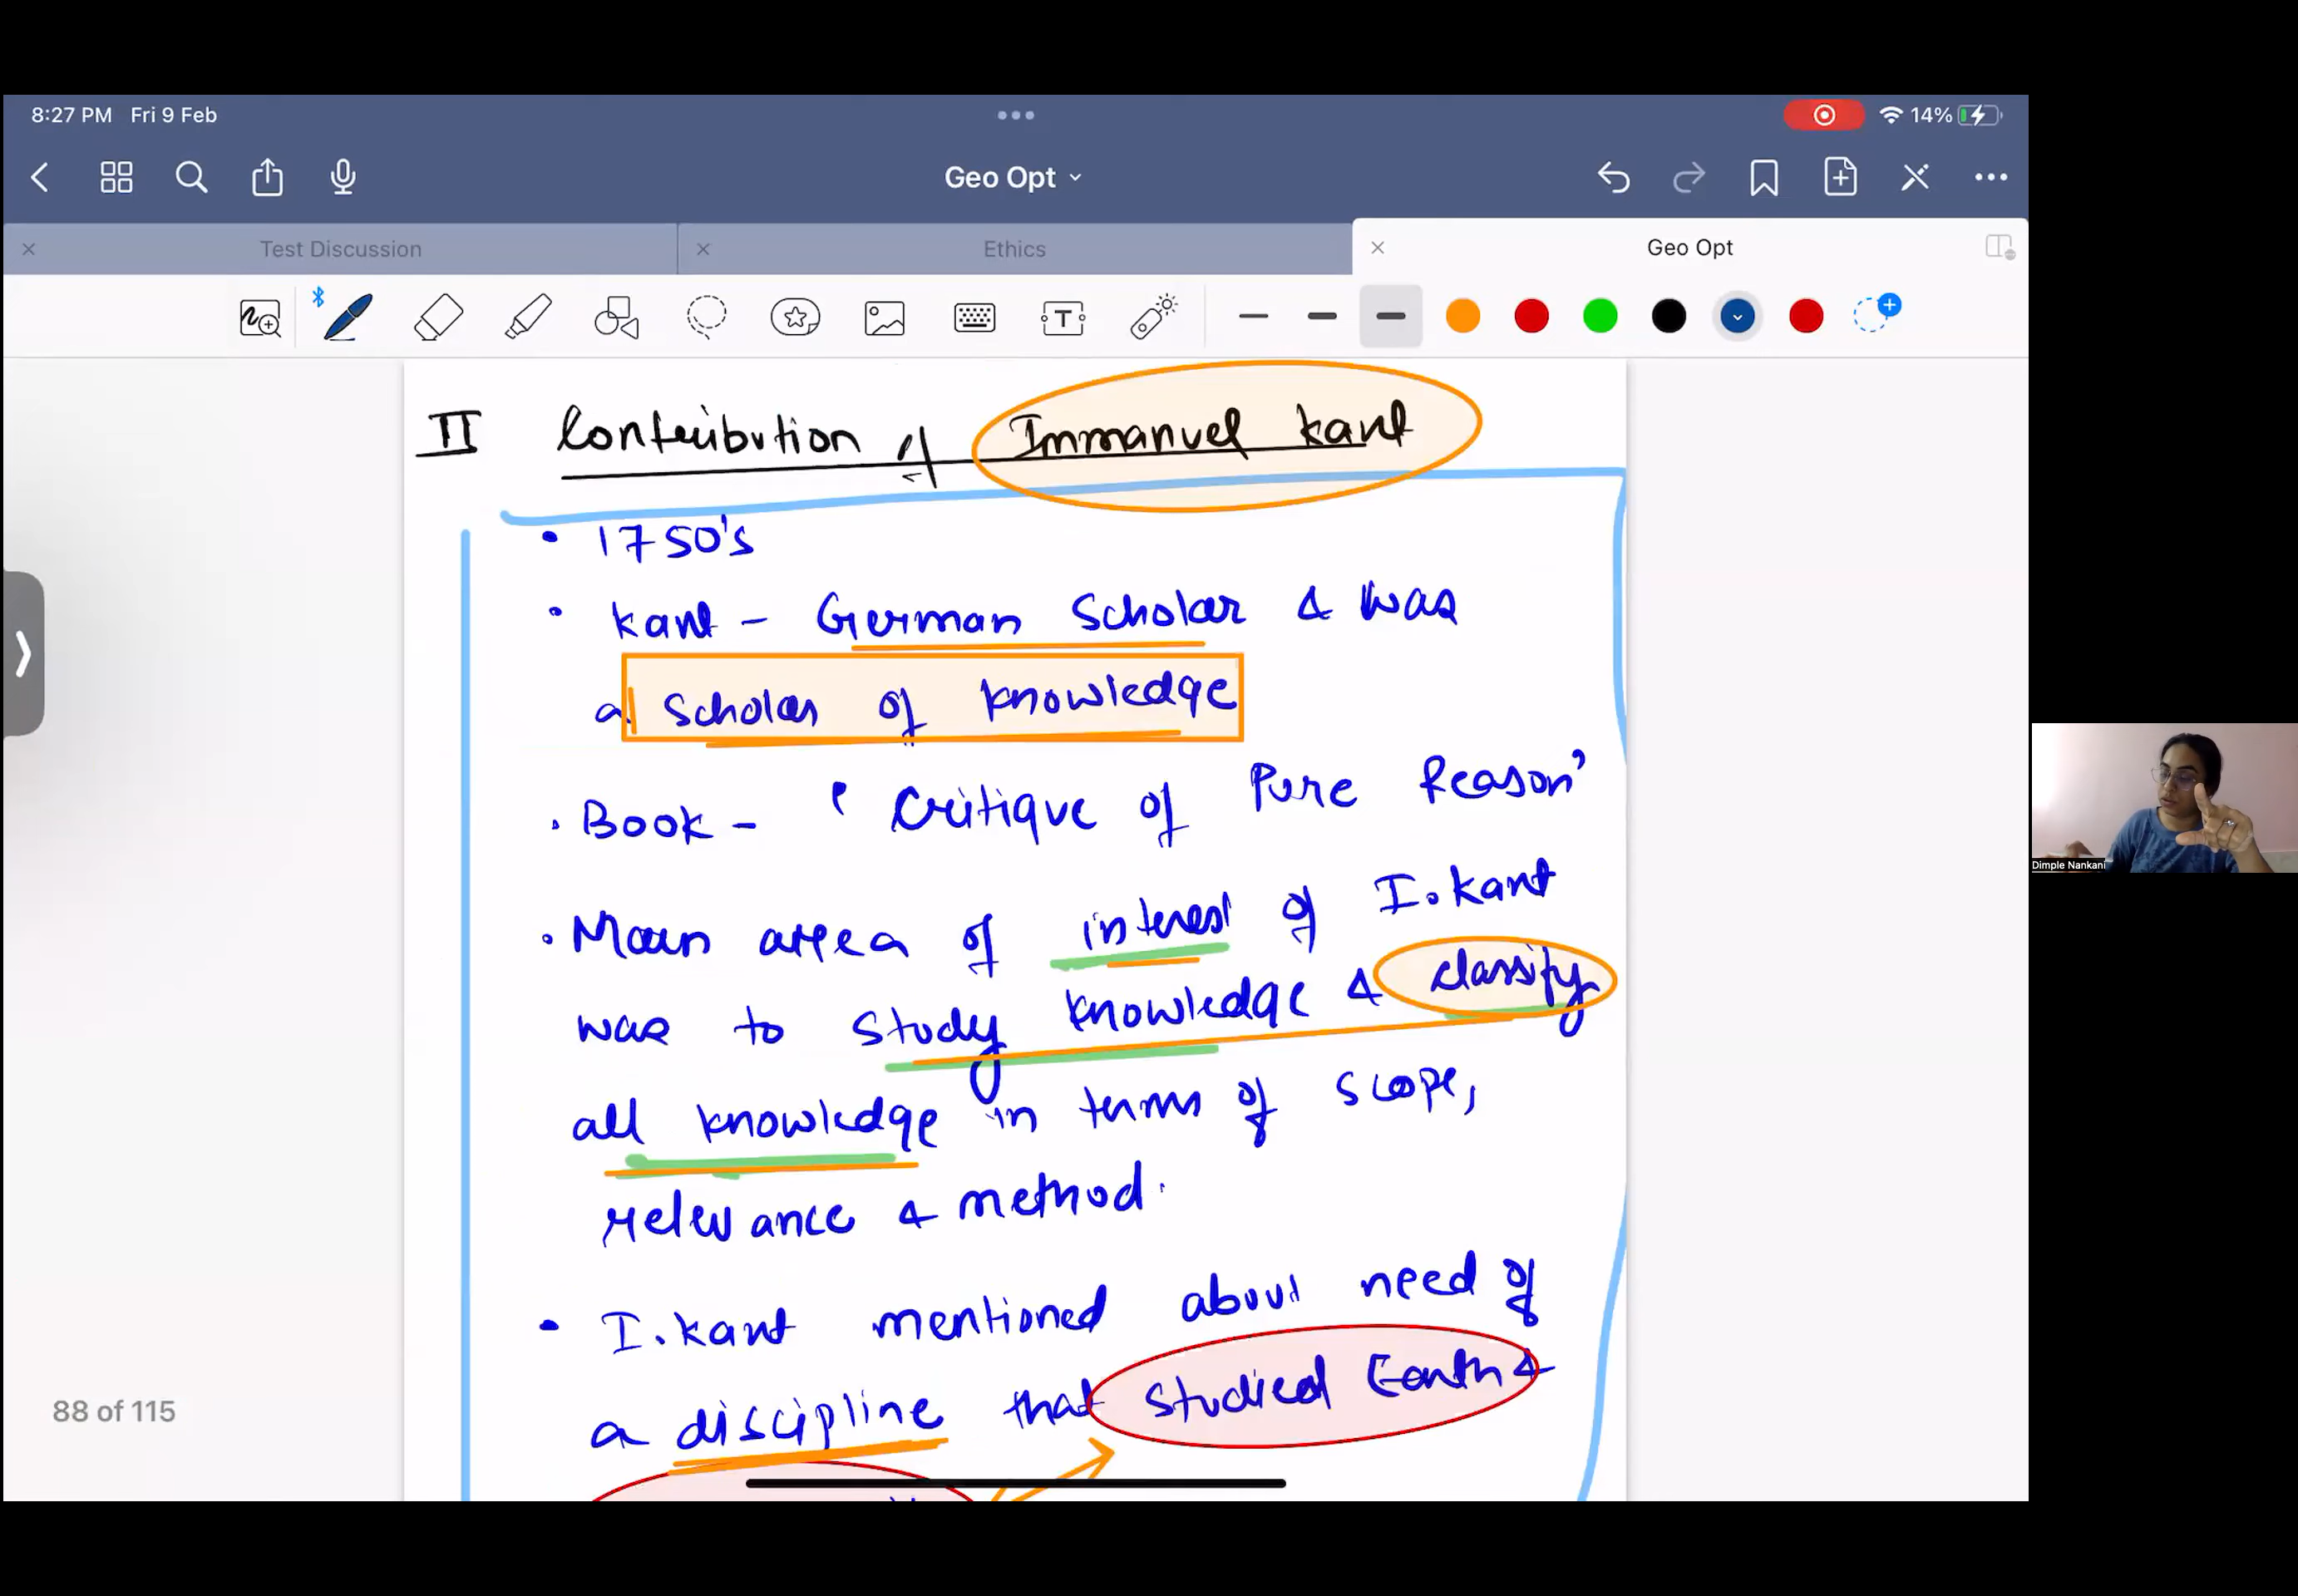 8:27 PM Fri 9 Feb
14%
Geo Opt
Test Discussion
Ethics
Geo Opt
T
II Contribution of Immanuel Kant
• 1750's
• Kant - German Scholar & was
a Scholar of knowledge
• Book - ' Critique of Pure Reason'
• Main area of interest of I. Kant
was to study knowledge & classify
all knowledge in terms of scope,
relevance & method.
• I. Kant mentioned about need of
a discipline that studied Earth &
88 of 115
Dimple Nankani